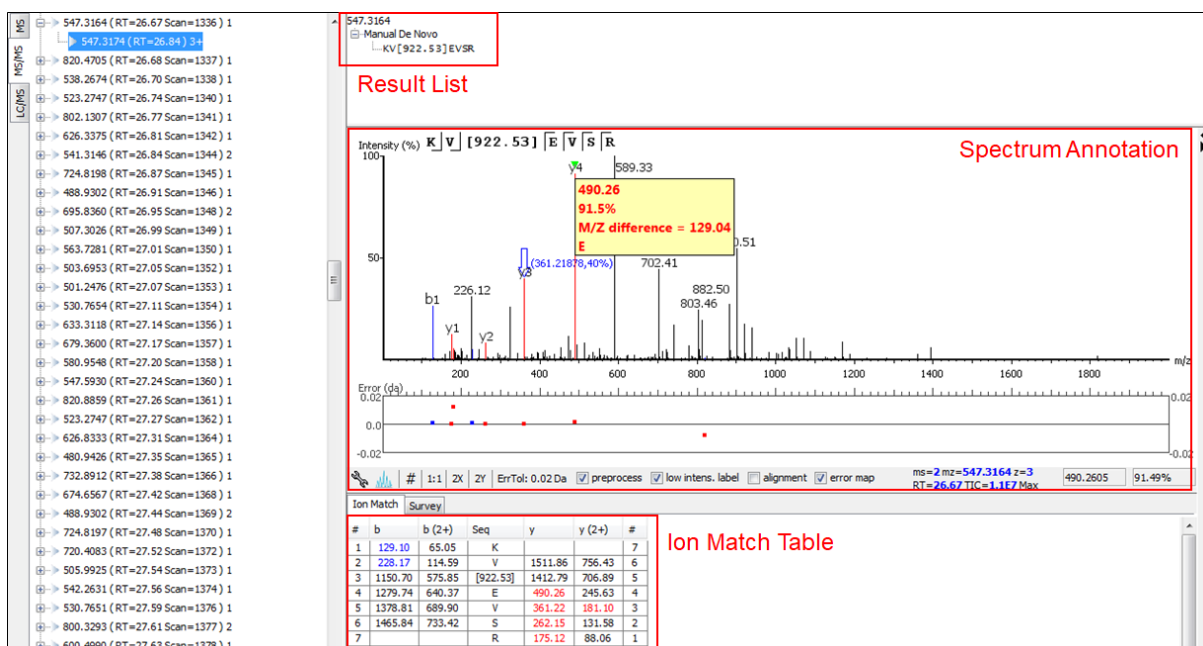 MS
MS/MS
LC/MS
547.3164 (RT=26.67 Scan=1336) 1
547.3174 (RT=26.84) 3+
820.4705 (RT=26.68 Scan=1337) 1
538.2674 (RT=26.70 Scan=1338) 1
523.2747 (RT=26.74 Scan=1340) 1
802.1307 (RT=26.77 Scan=1341) 1
626.3375 (RT=26.81 Scan=1342) 1
541.3146 (RT=26.84 Scan=1344) 2
724.8198 (RT=26.87 Scan=1345) 1
488.9302 (RT=26.91 Scan=1346) 1
695.8360 (RT=26.95 Scan=1348) 2
507.3026 (RT=26.99 Scan=1349) 1
563.7281 (RT=27.01 Scan=1350) 1
503.6953 (RT=27.05 Scan=1352) 1
501.2476 (RT=27.07 Scan=1353) 1
530.7654 (RT=27.11 Scan=1354) 1
633.3118 (RT=27.14 Scan=1356) 1
679.3600 (RT=27.17 Scan=1357) 1
580.9548 (RT=27.20 Scan=1358) 1
547.5930 (RT=27.24 Scan=1360) 1
820.8859 (RT=27.26 Scan=1361) 1
523.2247 (RT=27.27 Scan=1362) 1
626.8333 (RT=27.31 Scan=1364) 1
480.9426 (RT=27.35 Scan=1365) 1
732.8912 (RT=27.38 Scan=1366) 1
674.6567 (RT=27.42 Scan=1368) 1
488.9302 (RT=27.44 Scan=1369) 2
724.8197 (RT=27.48 Scan=1370) 1
720.4083 (RT=27.52 Scan=1372) 1
505.9925 (RT=27.54 Scan=1373) 1
542.2631 (RT=27.56 Scan=1374) 1
530.7651 (RT=27.59 Scan=1376) 1
800.3293 (RT=27.61 Scan=1377) 2
600.4990 (RT=27.63 Scan=1378) 1
547.3164
Manual De Novo
KV[922.53]EVSR
Result List
Intensity (%) K V [922.53] E V S R
Spectrum Annotation
100
y4 589.33
490.26
91.5%
M/Z difference = 129.04
E
0.51
50
(361.21878,40%)
y3
702.41
882.50
803.46
226.12
b1
y1
y2
m/z
200 400 600 800 1000 1200 1400 1600 1800
Error (da)
0.02 0.02
0.0
-0.02 -0.02
# 1:1 2X 2Y ErrTol: 0.02 Da preprocess low intens. label alignment error map
ms=2 mz=547.3164 z=3
RT=26.67 TIC=1.1E7 Max
490.2605 91.49%
Ion Match Survey
# b b (2+) Seq y y (2+) #
1 129.10 65.05 K 7
2 228.17 114.59 V 1511.86 756.43 6
3 1150.70 575.85 [922.53] 1412.79 706.89 5
4 1279.74 640.37 E 490.26 245.63 4
5 1378.81 689.90 V 361.22 181.10 3
6 1465.84 733.42 S 262.15 131.58 2
7 R 175.12 88.06 1
Ion Match Table